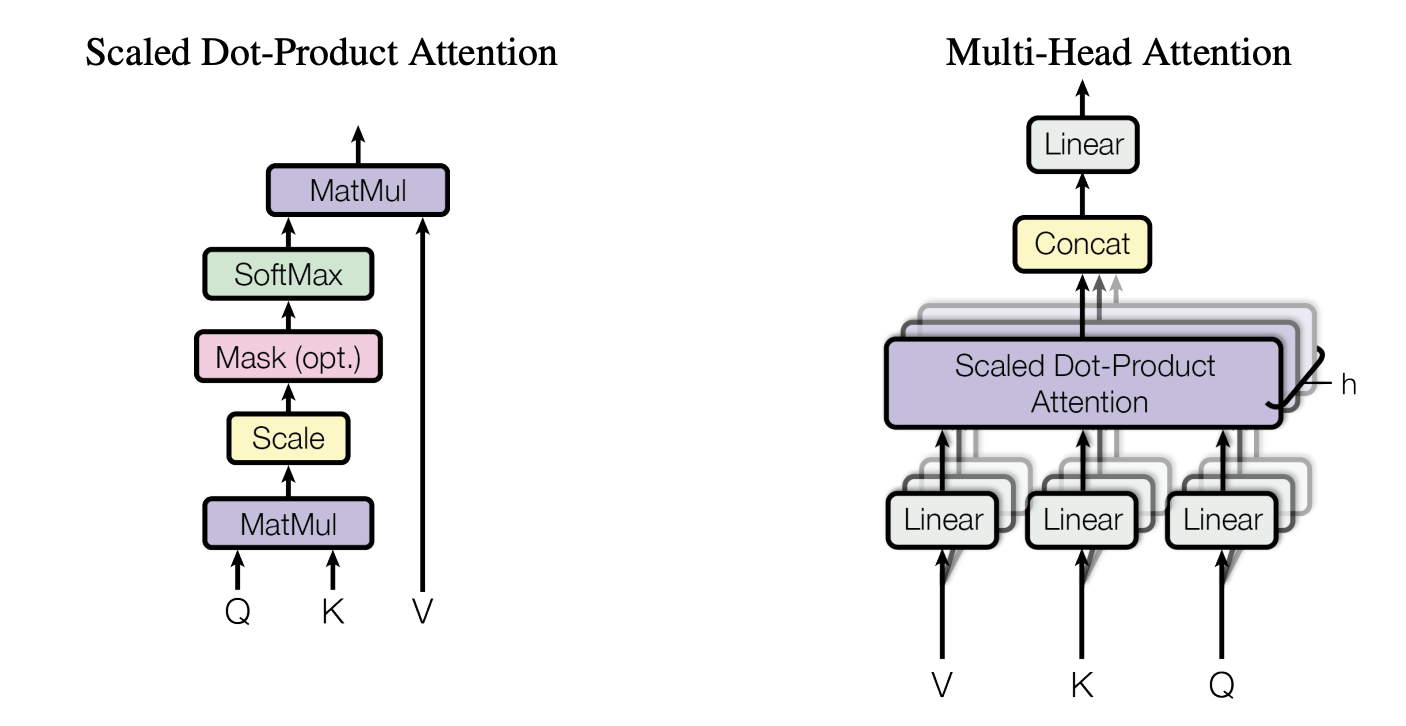 Scaled Dot-Product Attention
MatMul
SoftMax
Mask (opt.)
Scale
MatMul
Q K V
Multi-Head Attention
Linear
Concat
Scaled Dot-Product
Attention
h
Linear Linear Linear
V K Q